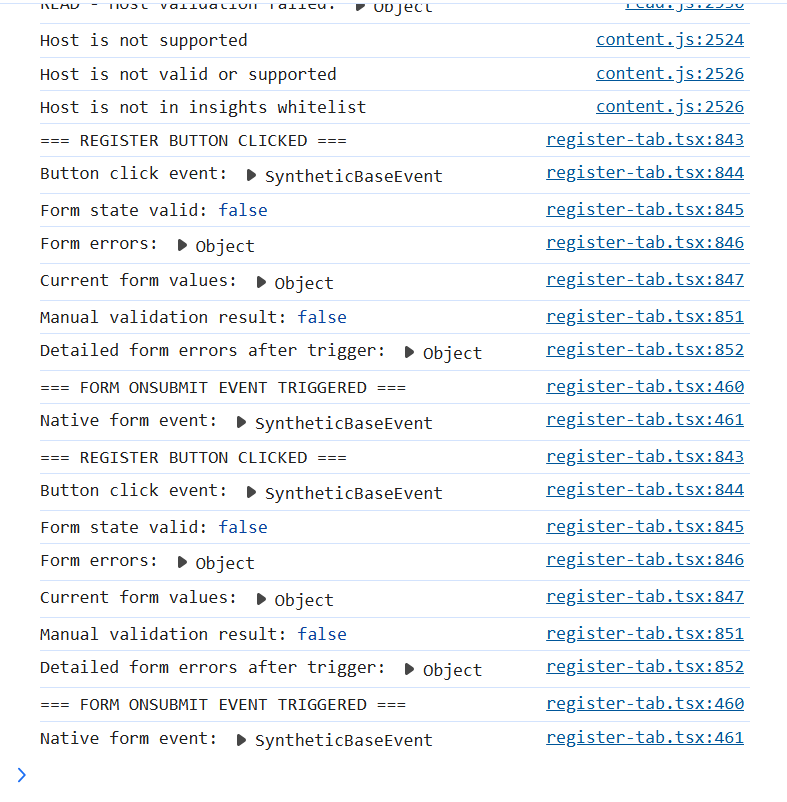 READ - Host validation failed: ▶ Object read.js:2530
Host is not supported content.js:2524
Host is not valid or supported content.js:2526
Host is not in insights whitelist content.js:2526
=== REGISTER BUTTON CLICKED === register-tab.tsx:843
Button click event: ▶ SyntheticBaseEvent register-tab.tsx:844
Form state valid: false register-tab.tsx:845
Form errors: ▶ Object register-tab.tsx:846
Current form values: ▶ Object register-tab.tsx:847
Manual validation result: false register-tab.tsx:851
Detailed form errors after trigger: ▶ Object register-tab.tsx:852
=== FORM ONSUBMIT EVENT TRIGGERED === register-tab.tsx:460
Native form event: ▶ SyntheticBaseEvent register-tab.tsx:461
=== REGISTER BUTTON CLICKED === register-tab.tsx:843
Button click event: ▶ SyntheticBaseEvent register-tab.tsx:844
Form state valid: false register-tab.tsx:845
Form errors: ▶ Object register-tab.tsx:846
Current form values: ▶ Object register-tab.tsx:847
Manual validation result: false register-tab.tsx:851
Detailed form errors after trigger: ▶ Object register-tab.tsx:852
=== FORM ONSUBMIT EVENT TRIGGERED === register-tab.tsx:460
Native form event: ▶ SyntheticBaseEvent register-tab.tsx:461